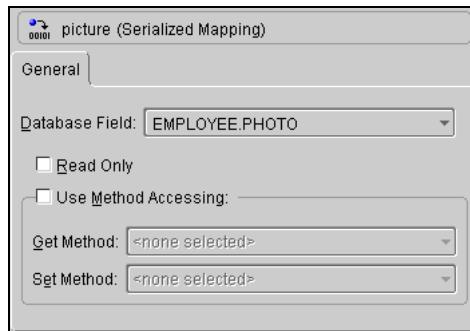 00101 picture (Serialized Mapping)
General
Database Field: EMPLOYEE.PHOTO
Read Only
Use Method Accessing:
Get Method: <none selected>
Set Method: <none selected>